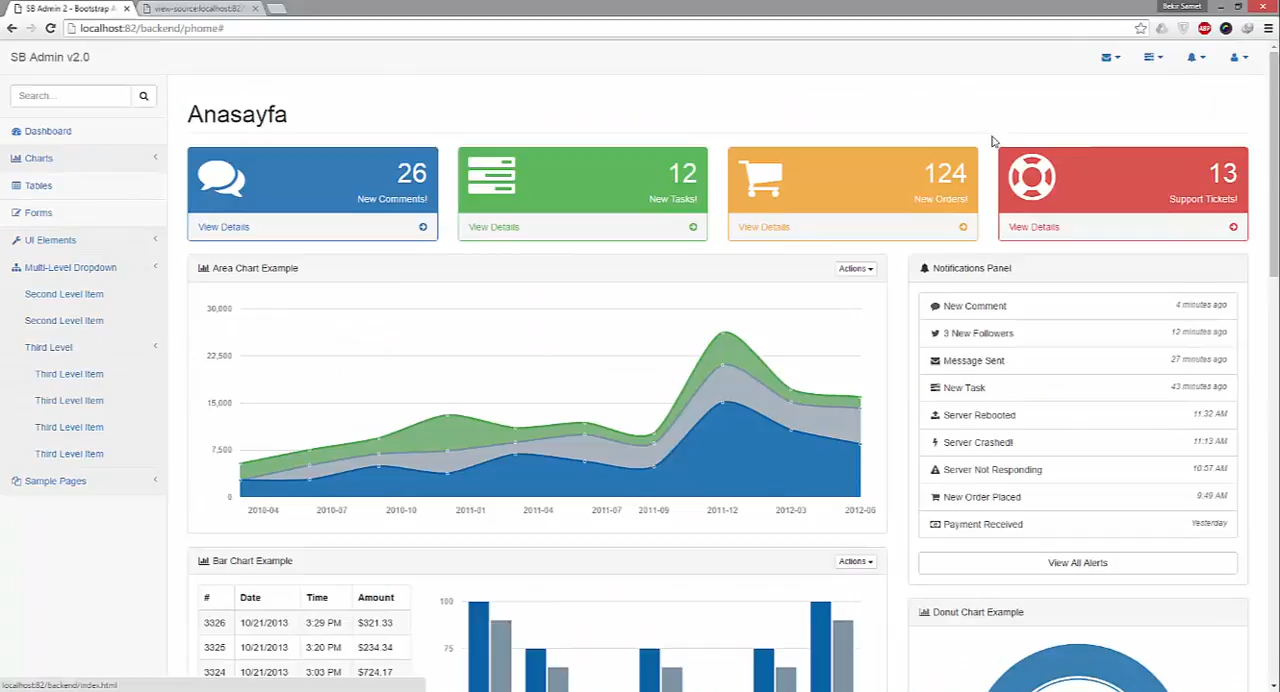 SB Admin 2 - Bootstrap A
view-source:localhost:82/
Bekir Samet
localhost:82/backend/phome#
ABP
SB Admin v2.0
Search...
Dashboard
Charts
Tables
Forms
UI Elements
Multi-Level Dropdown
Second Level Item
Second Level Item
Third Level
Third Level Item
Third Level Item
Third Level Item
Third Level Item
Sample Pages
Anasayfa
26
New Comments!
View Details
12
New Tasks!
View Details
124
New Orders!
View Details
13
Support Tickets!
View Details
Area Chart Example
Actions
30,000
22,500
15,000
7,500
0
2010-04 2010-07 2010-10 2011-01 2011-04 2011-07 2011-09 2011-12 2012-03 2012-06
Notifications Panel
New Comment 4 minutes ago
3 New Followers 12 minutes ago
Message Sent 27 minutes ago
New Task 43 minutes ago
Server Rebooted 11:32 AM
Server Crashed! 11:13 AM
Server Not Responding 10:57 AM
New Order Placed 9:49 AM
Payment Received Yesterday
View All Alerts
Bar Chart Example
Actions
# Date Time Amount
3326 10/21/2013 3:29 PM $321.33
3325 10/21/2013 3:20 PM $234.34
3324 10/21/2013 3:03 PM $724.17
100
75
Donut Chart Example
localhost:82/backend/index.html